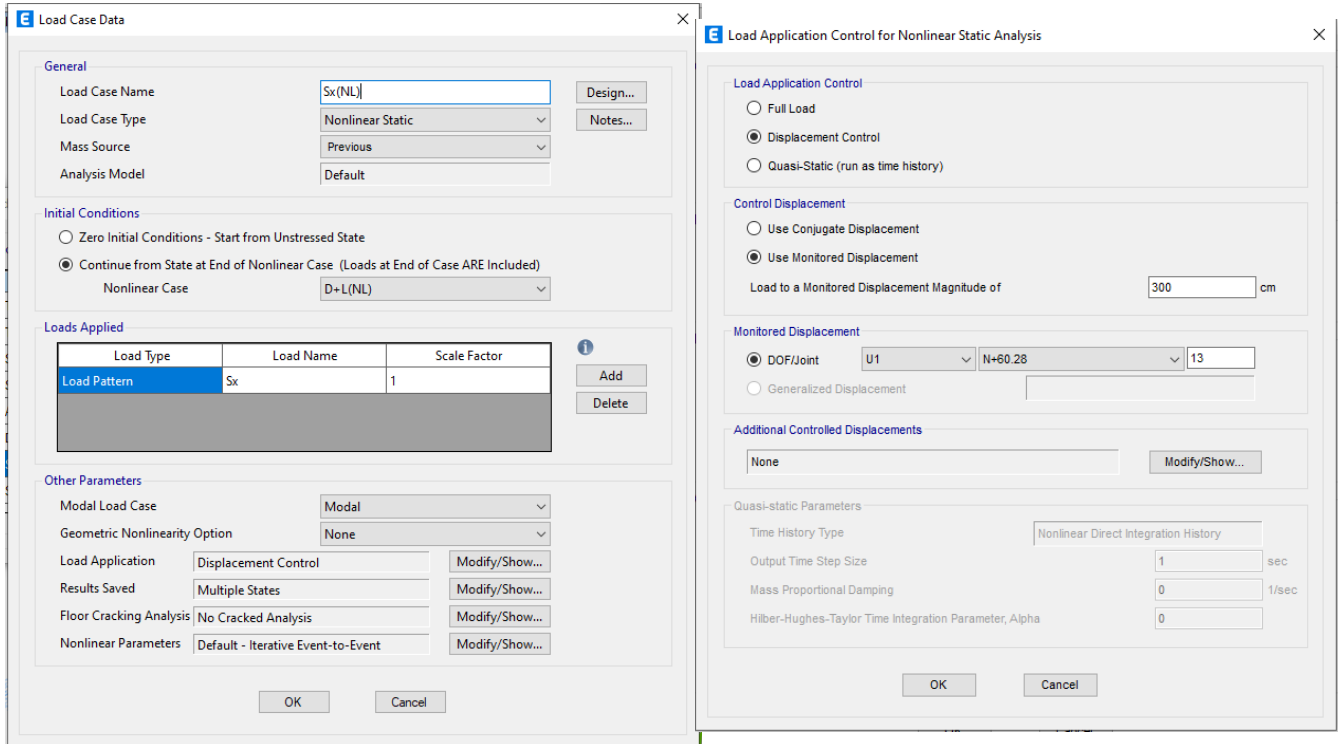 E Load Case Data
General
Load Case Name Sx(NL) Design...
Load Case Type Nonlinear Static Notes...
Mass Source Previous
Analysis Model Default
Initial Conditions
Zero Initial Conditions - Start from Unstressed State
Continue from State at End of Nonlinear Case (Loads at End of Case ARE Included)
Nonlinear Case D+L(NL)
Loads Applied
Load Type Load Name Scale Factor
Load Pattern Sx 1
Add
Delete
Other Parameters
Modal Load Case Modal
Geometric Nonlinearity Option None
Load Application Displacement Control Modify/Show...
Results Saved Multiple States Modify/Show...
Floor Cracking Analysis No Cracked Analysis Modify/Show...
Nonlinear Parameters Default - Iterative Event-to-Event Modify/Show...
OK Cancel
E Load Application Control for Nonlinear Static Analysis
Load Application Control
Full Load
Displacement Control
Quasi-Static (run as time history)
Control Displacement
Use Conjugate Displacement
Use Monitored Displacement
Load to a Monitored Displacement Magnitude of 300 cm
Monitored Displacement
DOF/Joint U1 N+60.28 13
Generalized Displacement
Additional Controlled Displacements
None Modify/Show...
Quasi-static Parameters
Time History Type Nonlinear Direct Integration History
Output Time Step Size 1 sec
Mass Proportional Damping 0 1/sec
Hilber-Hughes-Taylor Time Integration Parameter, Alpha 0
OK Cancel